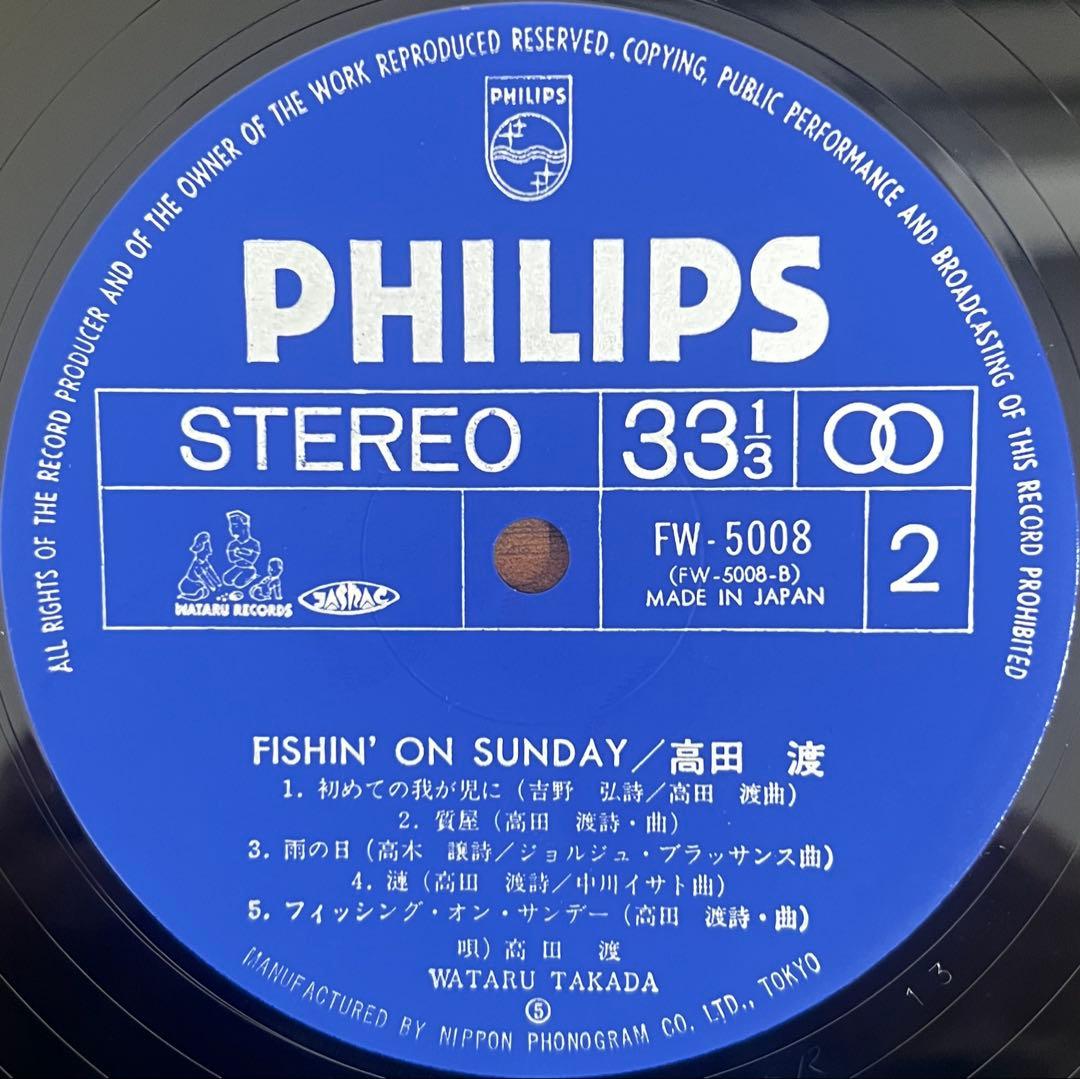 ALL RIGHTS OF THE RECORD PRODUCER AND OF THE OWNER OF THE WORK REPRODUCED RESERVED. COPYING, PUBLIC PERFORMANCE AND BROADCASTING OF THIS RECORD PROHIBITED
PHILIPS
PHILIPS
STEREO 33 1/3
WATARU RECORDS JASRAC
FW-5008
(FW-5008-B)
MADE IN JAPAN
2
FISHIN' ON SUNDAY／高田 渡
1. 初めての我が児に (吉野 弘詩／高田 渡曲)
2. 質屋 (高田 渡詩・曲)
3. 雨の日 (高木 護詩／ジョルジュ・ブラッサンス曲)
4. 漣 (高田 渡詩／中川イサト曲)
5. フィッシング・オン・サンデー (高田 渡詩・曲)
唄) 高田 渡
WATARU TAKADA
⑤
MANUFACTURED BY NIPPON PHONOGRAM CO. LTD., TOKYO
1 3
R